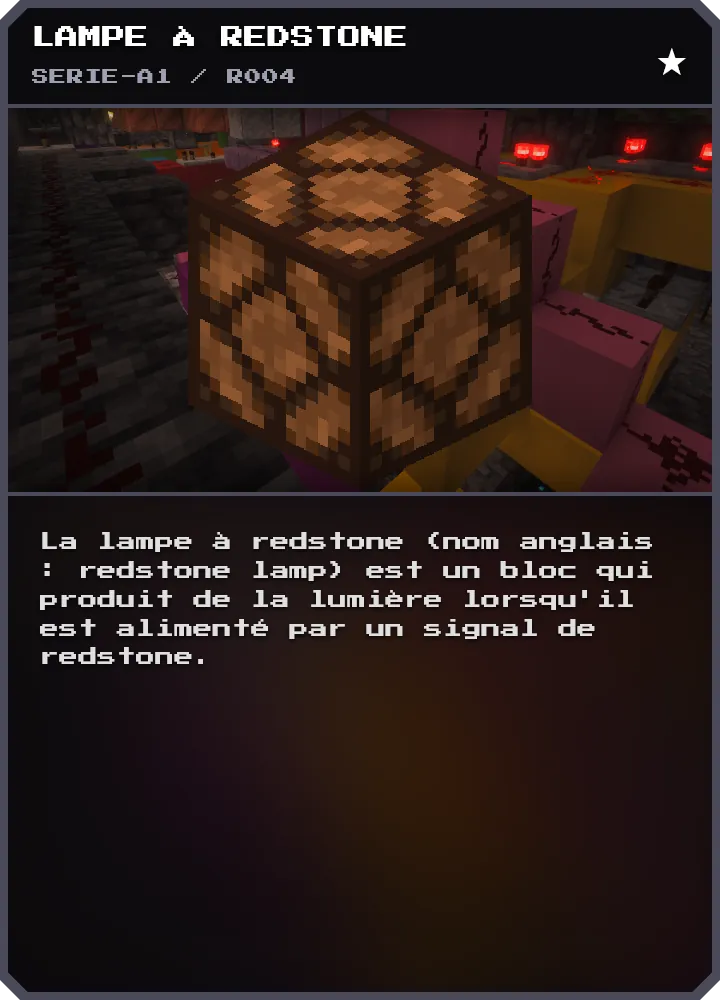 LAMPE À REDSTONE
SERIE-A1 / R004
La lampe à redstone (nom anglais
: redstone lamp) est un bloc qui
produit de la lumière lorsqu'il
est alimenté par un signal de
redstone.